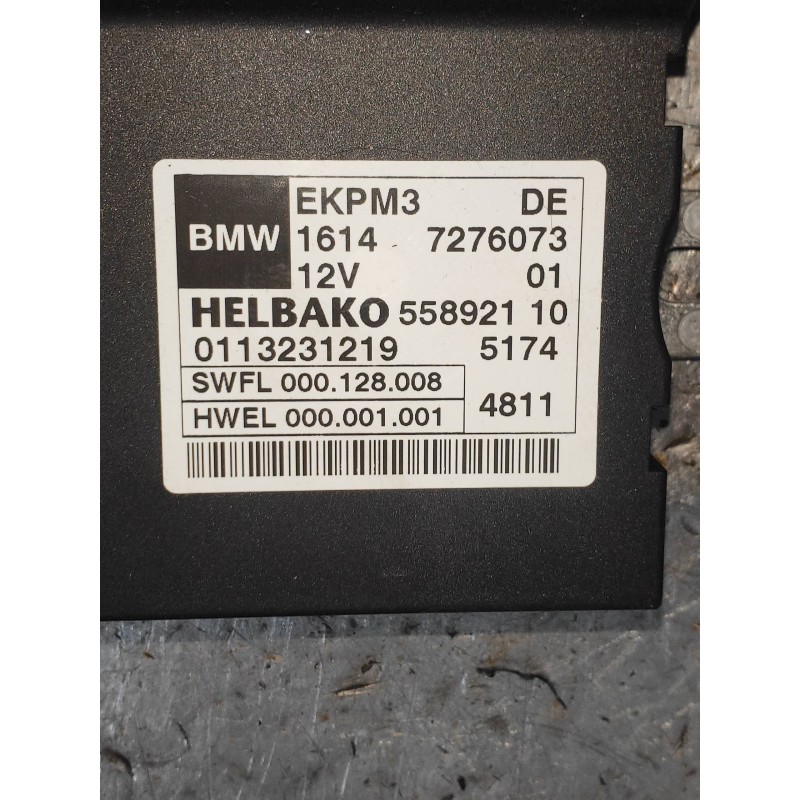 EKPM3 DE
BMW 1614 7276073
12V 01
HELBAKO 558921 10
0113231219 5174
SWFL 000.128.008
HWEL 000.001.001 4811